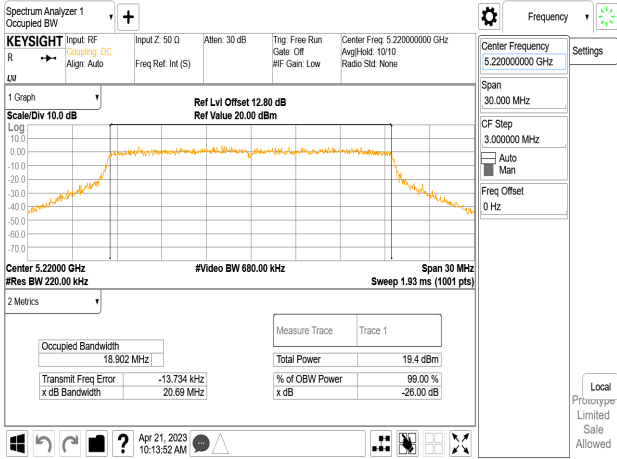 Spectrum Analyzer 1
Occupied BW
+
Frequency
KEYSIGHT Input: RF Input Z: 50 Ω Atten: 30 dB Trig: Free Run Center Freq: 5.220000000 GHz
R Coupling: DC Gate: Off Avg|Hold: 10/10
Align: Auto Freq Ref: Int (S) #IF Gain: Low Radio Std: None
LXI
Center Frequency
5.220000000 GHz
Settings
Span
30.000 MHz
CF Step
3.000000 MHz
Auto
Man
Freq Offset
0 Hz
1 Graph
Ref Lvl Offset 12.80 dB
Scale/Div 10.0 dB Ref Value 20.00 dBm
Log
10.0
0.00
-10.0
-20.0
-30.0
-40.0
-50.0
-60.0
-70.0
Center 5.22000 GHz #Video BW 680.00 kHz Span 30 MHz
#Res BW 220.00 kHz Sweep 1.93 ms (1001 pts)
2 Metrics
Measure Trace Trace 1
Occupied Bandwidth
18.902 MHz
Total Power 19.4 dBm
Transmit Freq Error -13.734 kHz
% of OBW Power 99.00 %
x dB Bandwidth 20.69 MHz
x dB -26.00 dB
Local
Prototype
Limited
Sale
Allowed
? Apr 21, 2023
10:13:52 AM